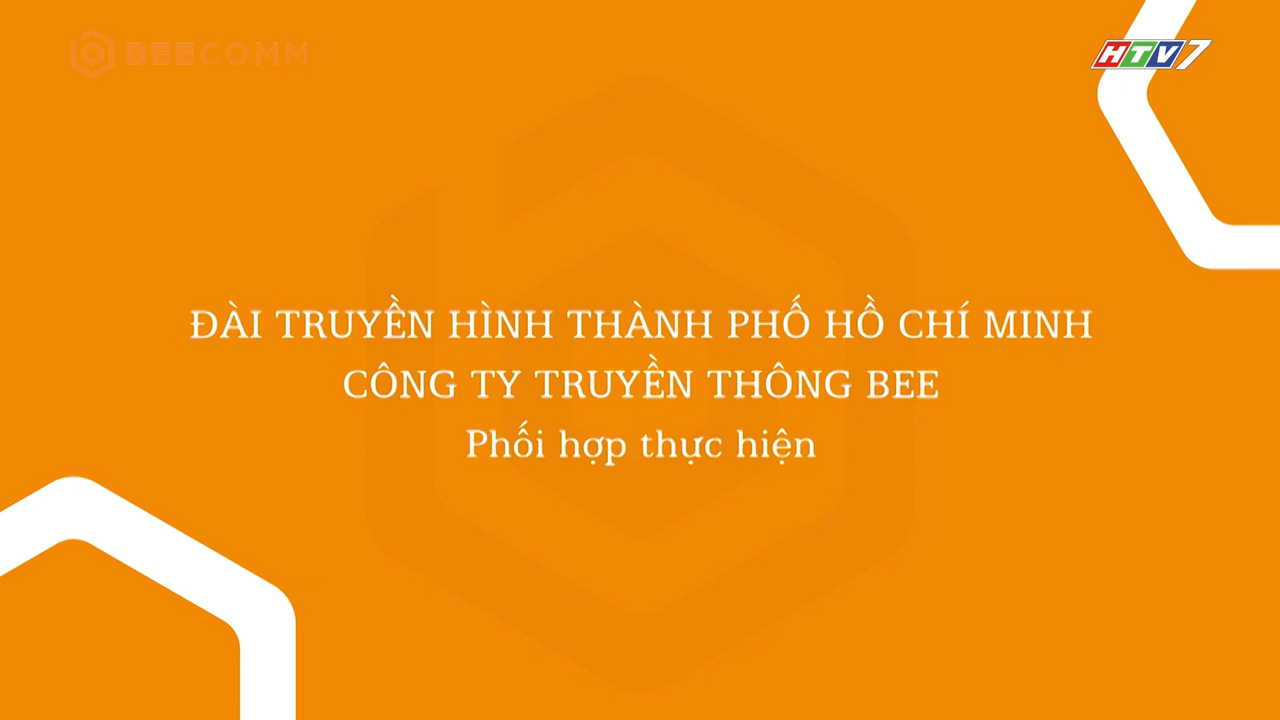 BEECOMM
HTV7
ĐÀI TRUYỀN HÌNH THÀNH PHỐ HỒ CHÍ MINH
CÔNG TY TRUYỀN THÔNG BEE
Phối hợp thực hiện